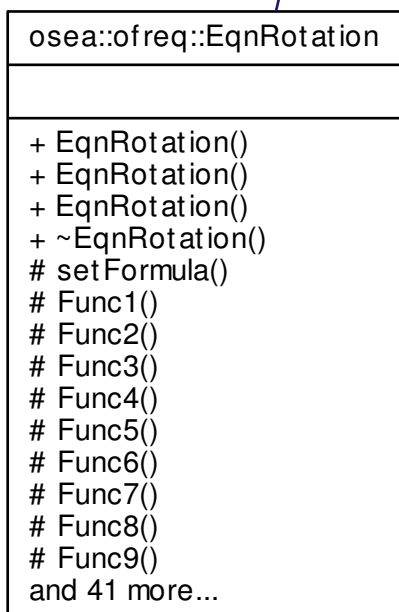 osea::ofreq::EqnRotation
+ EqnRotation()
+ EqnRotation()
+ EqnRotation()
+ ~EqnRotation()
# setFormula()
# Func1()
# Func2()
# Func3()
# Func4()
# Func5()
# Func6()
# Func7()
# Func8()
# Func9()
and 41 more...